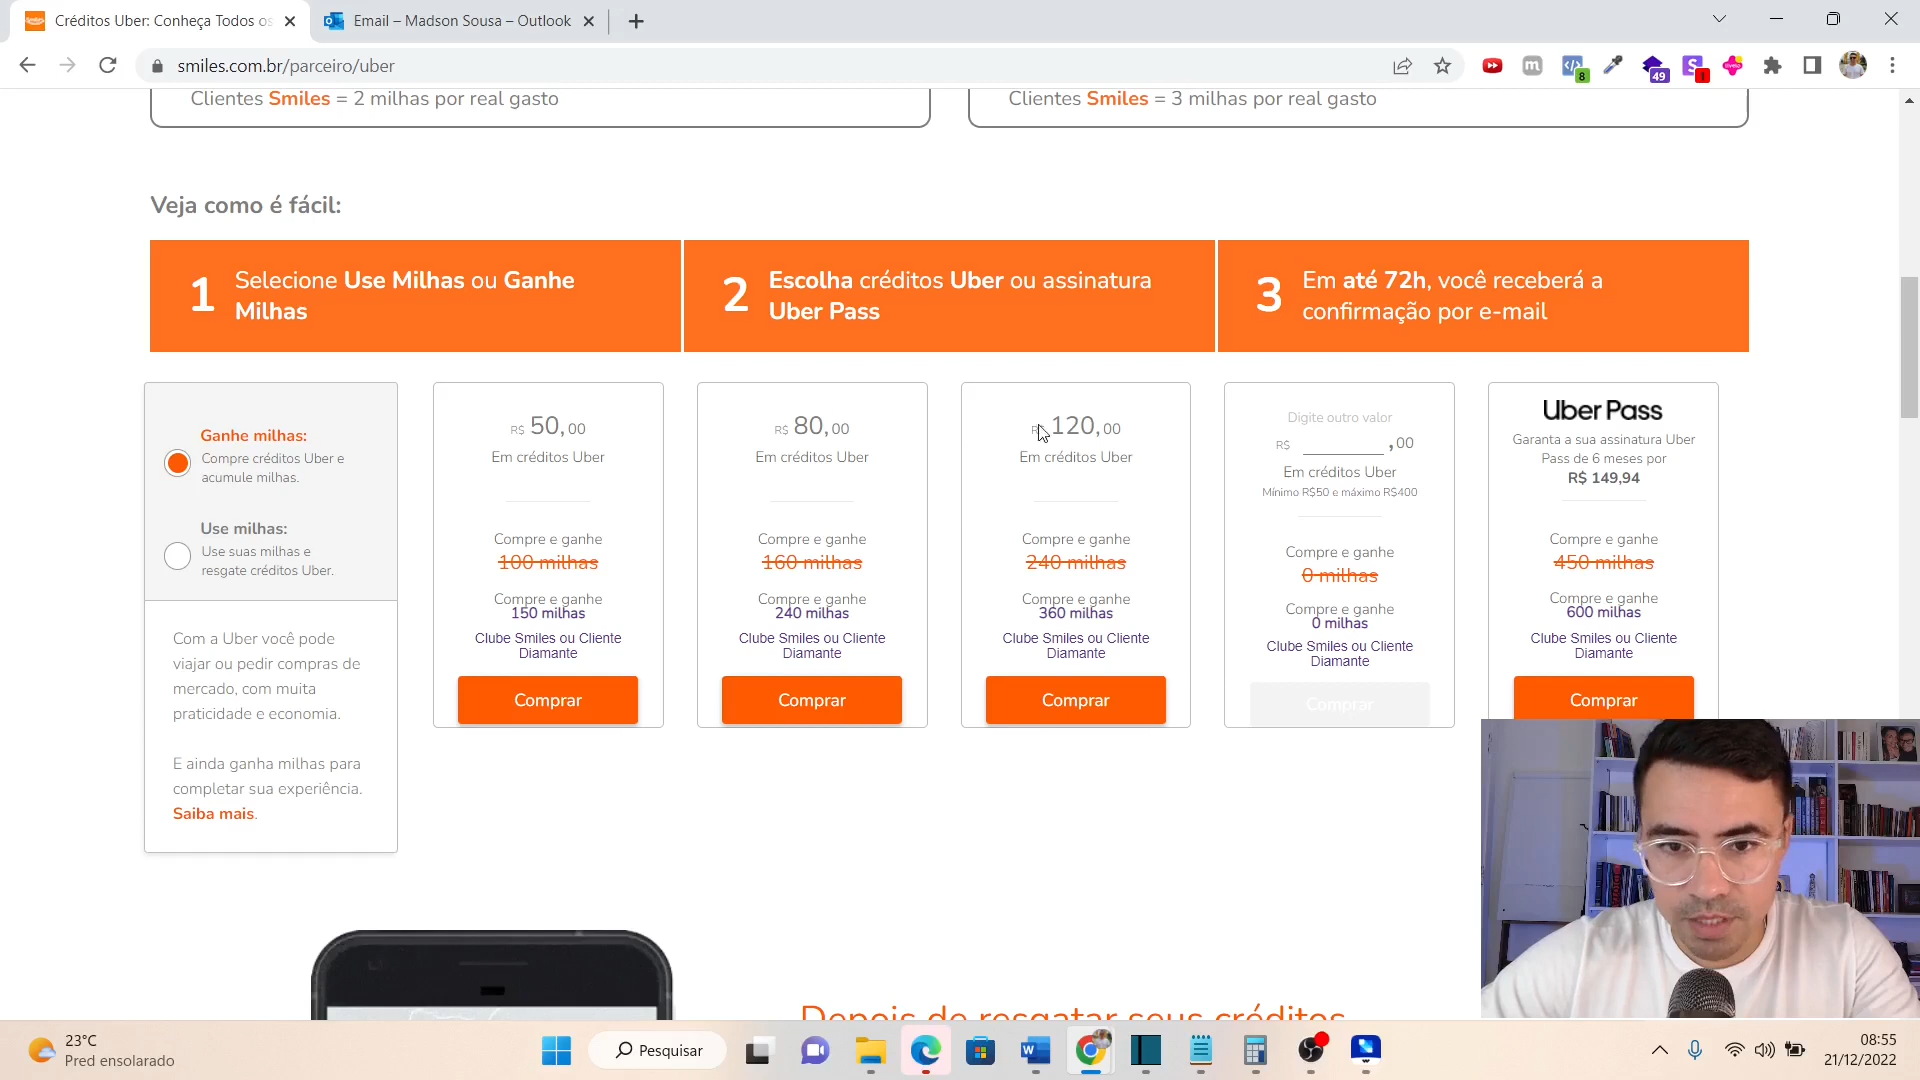 Créditos Uber: Conheça Todos os
Email – Madson Sousa – Outlook
smiles.com.br/parceiro/uber
8
49
1
livelo
Clientes Smiles = 2 milhas por real gasto
Clientes Smiles = 3 milhas por real gasto
Veja como é fácil:
1
Selecione Use Milhas ou Ganhe
Milhas
2
Escolha créditos Uber ou assinatura
Uber Pass
3
Em até 72h, você receberá a
confirmação por e-mail
Ganhe milhas:
Compre créditos Uber e
acumule milhas.
Use milhas:
Use suas milhas e
resgate créditos Uber.
Com a Uber você pode
viajar ou pedir compras de
mercado, com muita
praticidade e economia.
E ainda ganha milhas para
completar sua experiência.
Saiba mais.
R$ 50,00
Em créditos Uber
Compre e ganhe
100 milhas
Compre e ganhe
150 milhas
Clube Smiles ou Cliente
Diamante
Comprar
R$ 80,00
Em créditos Uber
Compre e ganhe
160 milhas
Compre e ganhe
240 milhas
Clube Smiles ou Cliente
Diamante
Comprar
R$ 120,00
Em créditos Uber
Compre e ganhe
240 milhas
Compre e ganhe
360 milhas
Clube Smiles ou Cliente
Diamante
Comprar
Digite outro valor
R$ ,00
Em créditos Uber
Mínimo R$50 e máximo R$400
Compre e ganhe
0 milhas
Compre e ganhe
0 milhas
Clube Smiles ou Cliente
Diamante
Comprar
Uber Pass
Garanta a sua assinatura Uber
Pass de 6 meses por
R$ 149,94
Compre e ganhe
450 milhas
Compre e ganhe
600 milhas
Clube Smiles ou Cliente
Diamante
Comprar
Depois de resgatar seus créditos
23°C
Pred ensolarado
Pesquisar
08:55
21/12/2022